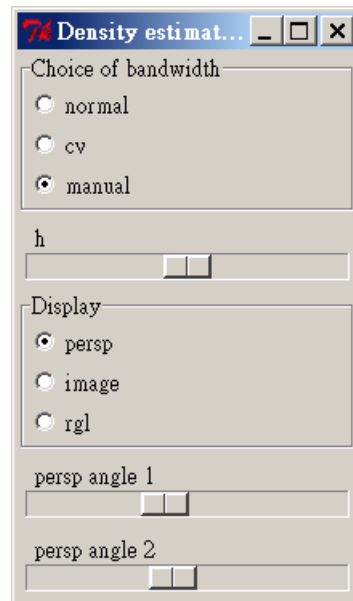 Density estimat...
Choice of bandwidth
normal
cv
manual
h
Display
persp
image
rgl
persp angle 1
persp angle 2